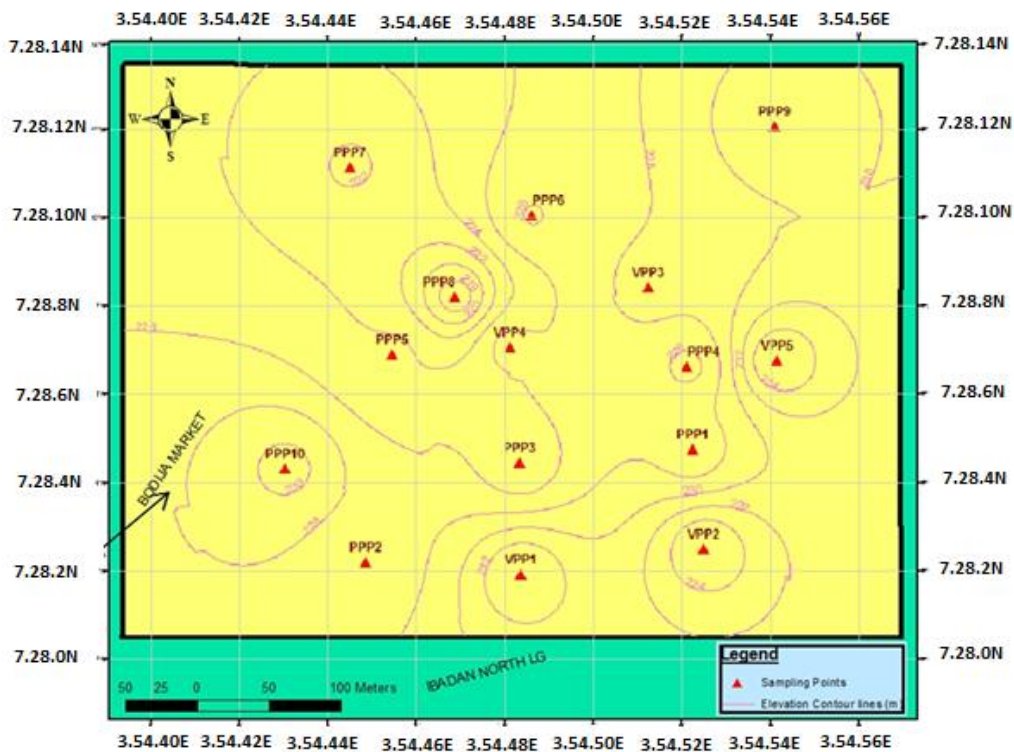 3.54.40E 3.54.42E 3.54.44E 3.54.46E 3.54.48E 3.54.50E 3.54.52E 3.54.54E 3.54.56E
7.28.14N 7.28.14N
N
W E
S
PPP9
7.28.12N 7.28.12N
PPP7
224
7.28.10N 7.28.10N
PPP6
224
222
VPP3
PPP8
7.28.8N 7.28.8N
VPP4
PPP5
PPP4
VPP5
7.28.6N 7.28.6N
BODIJA MARKET
PPP10
PPP3
PPP1
7.28.4N 7.28.4N
230
VPP2
PPP2
VPP1
7.28.2N 7.28.2N
224
7.28.0N 7.28.0N
IBADAN NORTH LG
Legend
Sampling Points
Elevation Contour lines (m)
50 25 0 50 100 Meters
3.54.40E 3.54.42E 3.54.44E 3.54.46E 3.54.48E 3.54.50E 3.54.52E 3.54.54E 3.54.56E